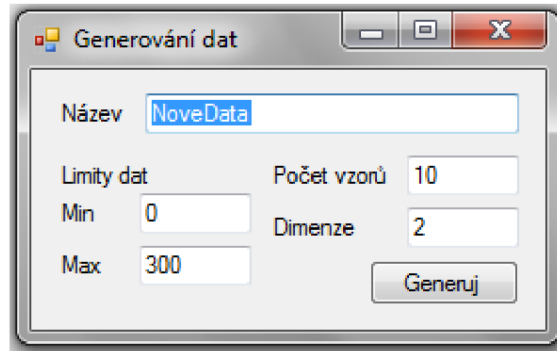 Generování dat
Název NoveData
Limity dat
Min 0
Max 300
Počet vzorů 10
Dimenze 2
Generuj